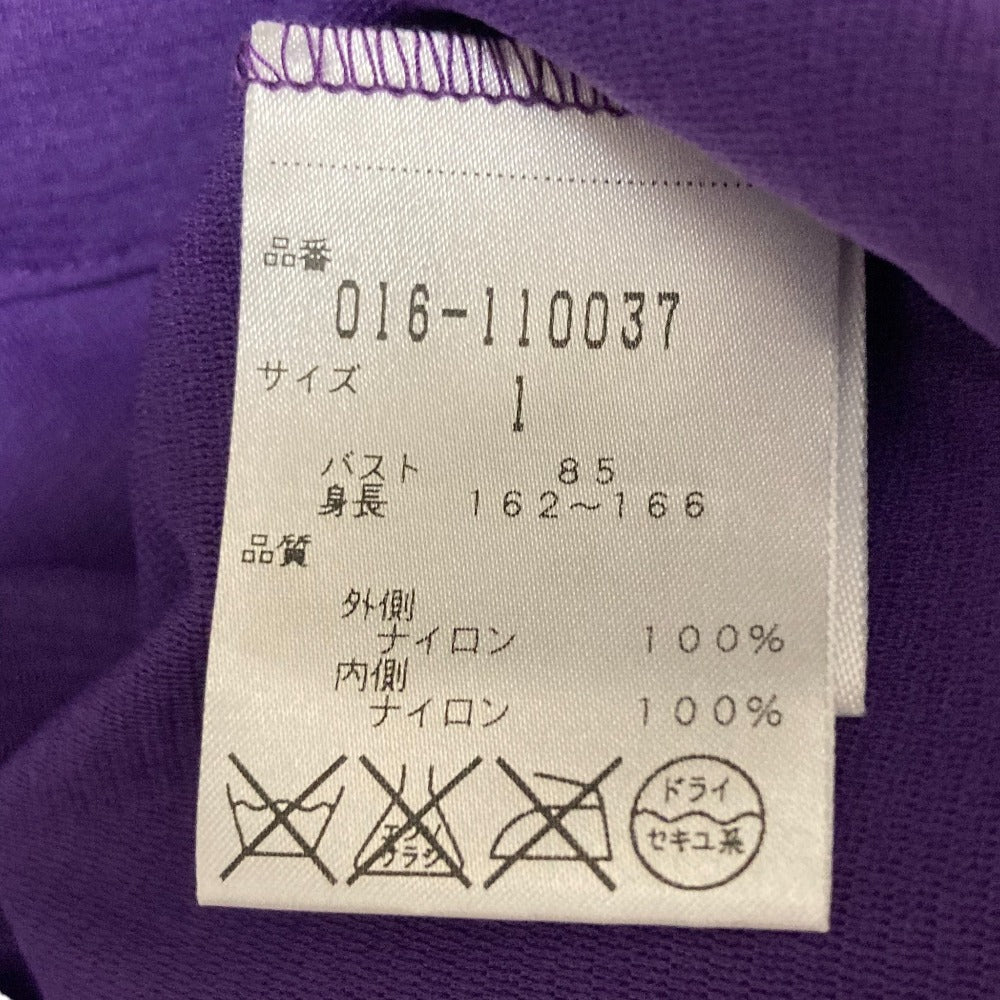 品番
016-110037
サイズ
1
バスト 85
身長 162～166
品質
外側
ナイロン 100%
内側
ナイロン 100%
エンソ
サラシ
ドライ
セキユ系